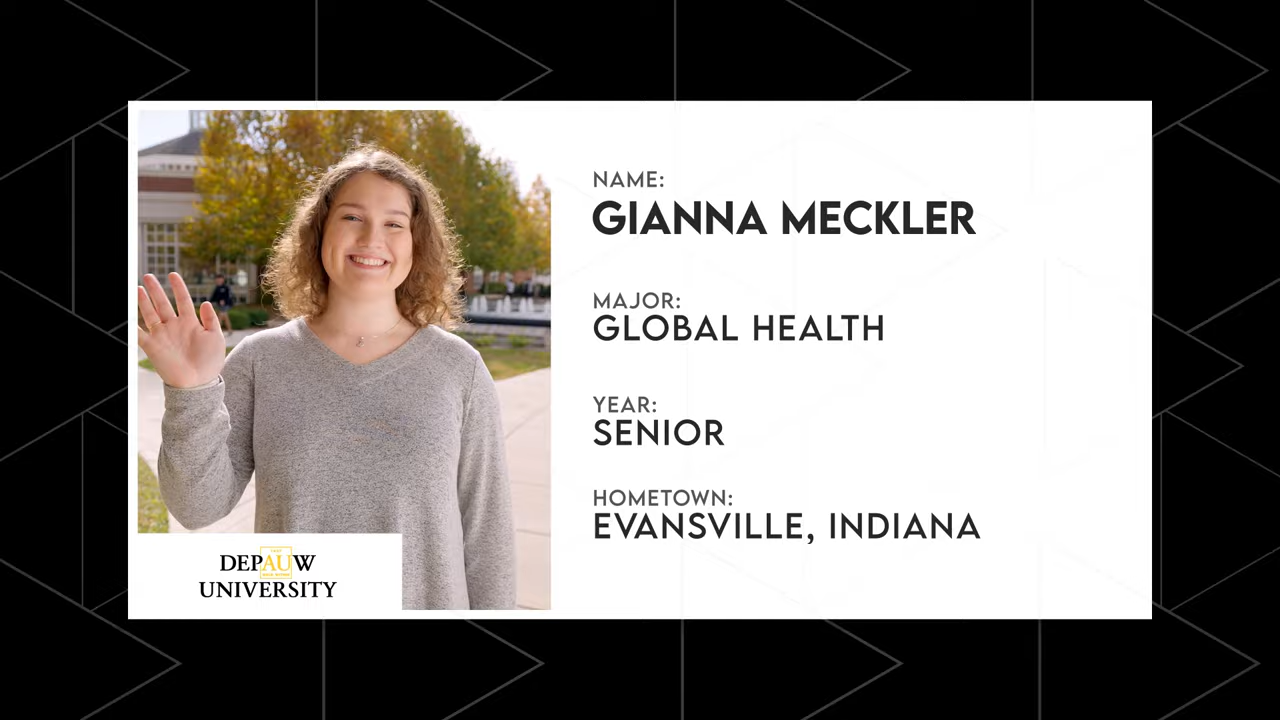 NAME:
GIANNA MECKLER
MAJOR:
GLOBAL HEALTH
YEAR:
SENIOR
HOMETOWN:
EVANSVILLE, INDIANA
DEPAUW
UNIVERSITY